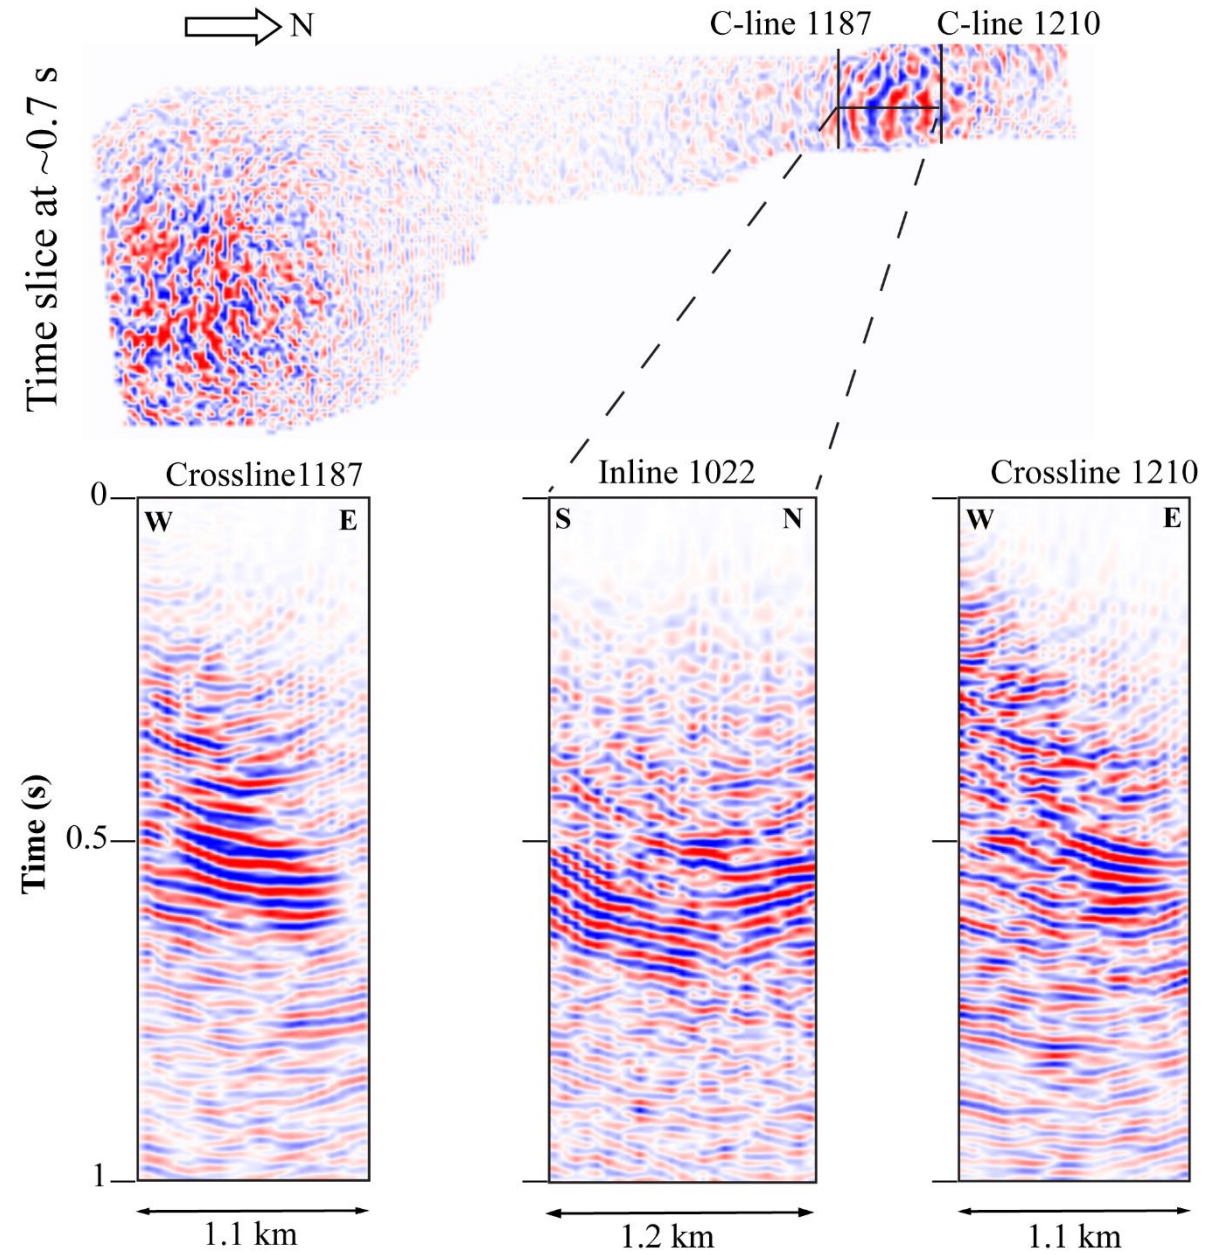 N
C-line 1187
C-line 1210
Time slice at ~0.7 s
Crossline1187
Inline 1022
Crossline 1210
0
W
E
S
N
W
E
Time (s)
0.5
1
1.1 km
1.2 km
1.1 km